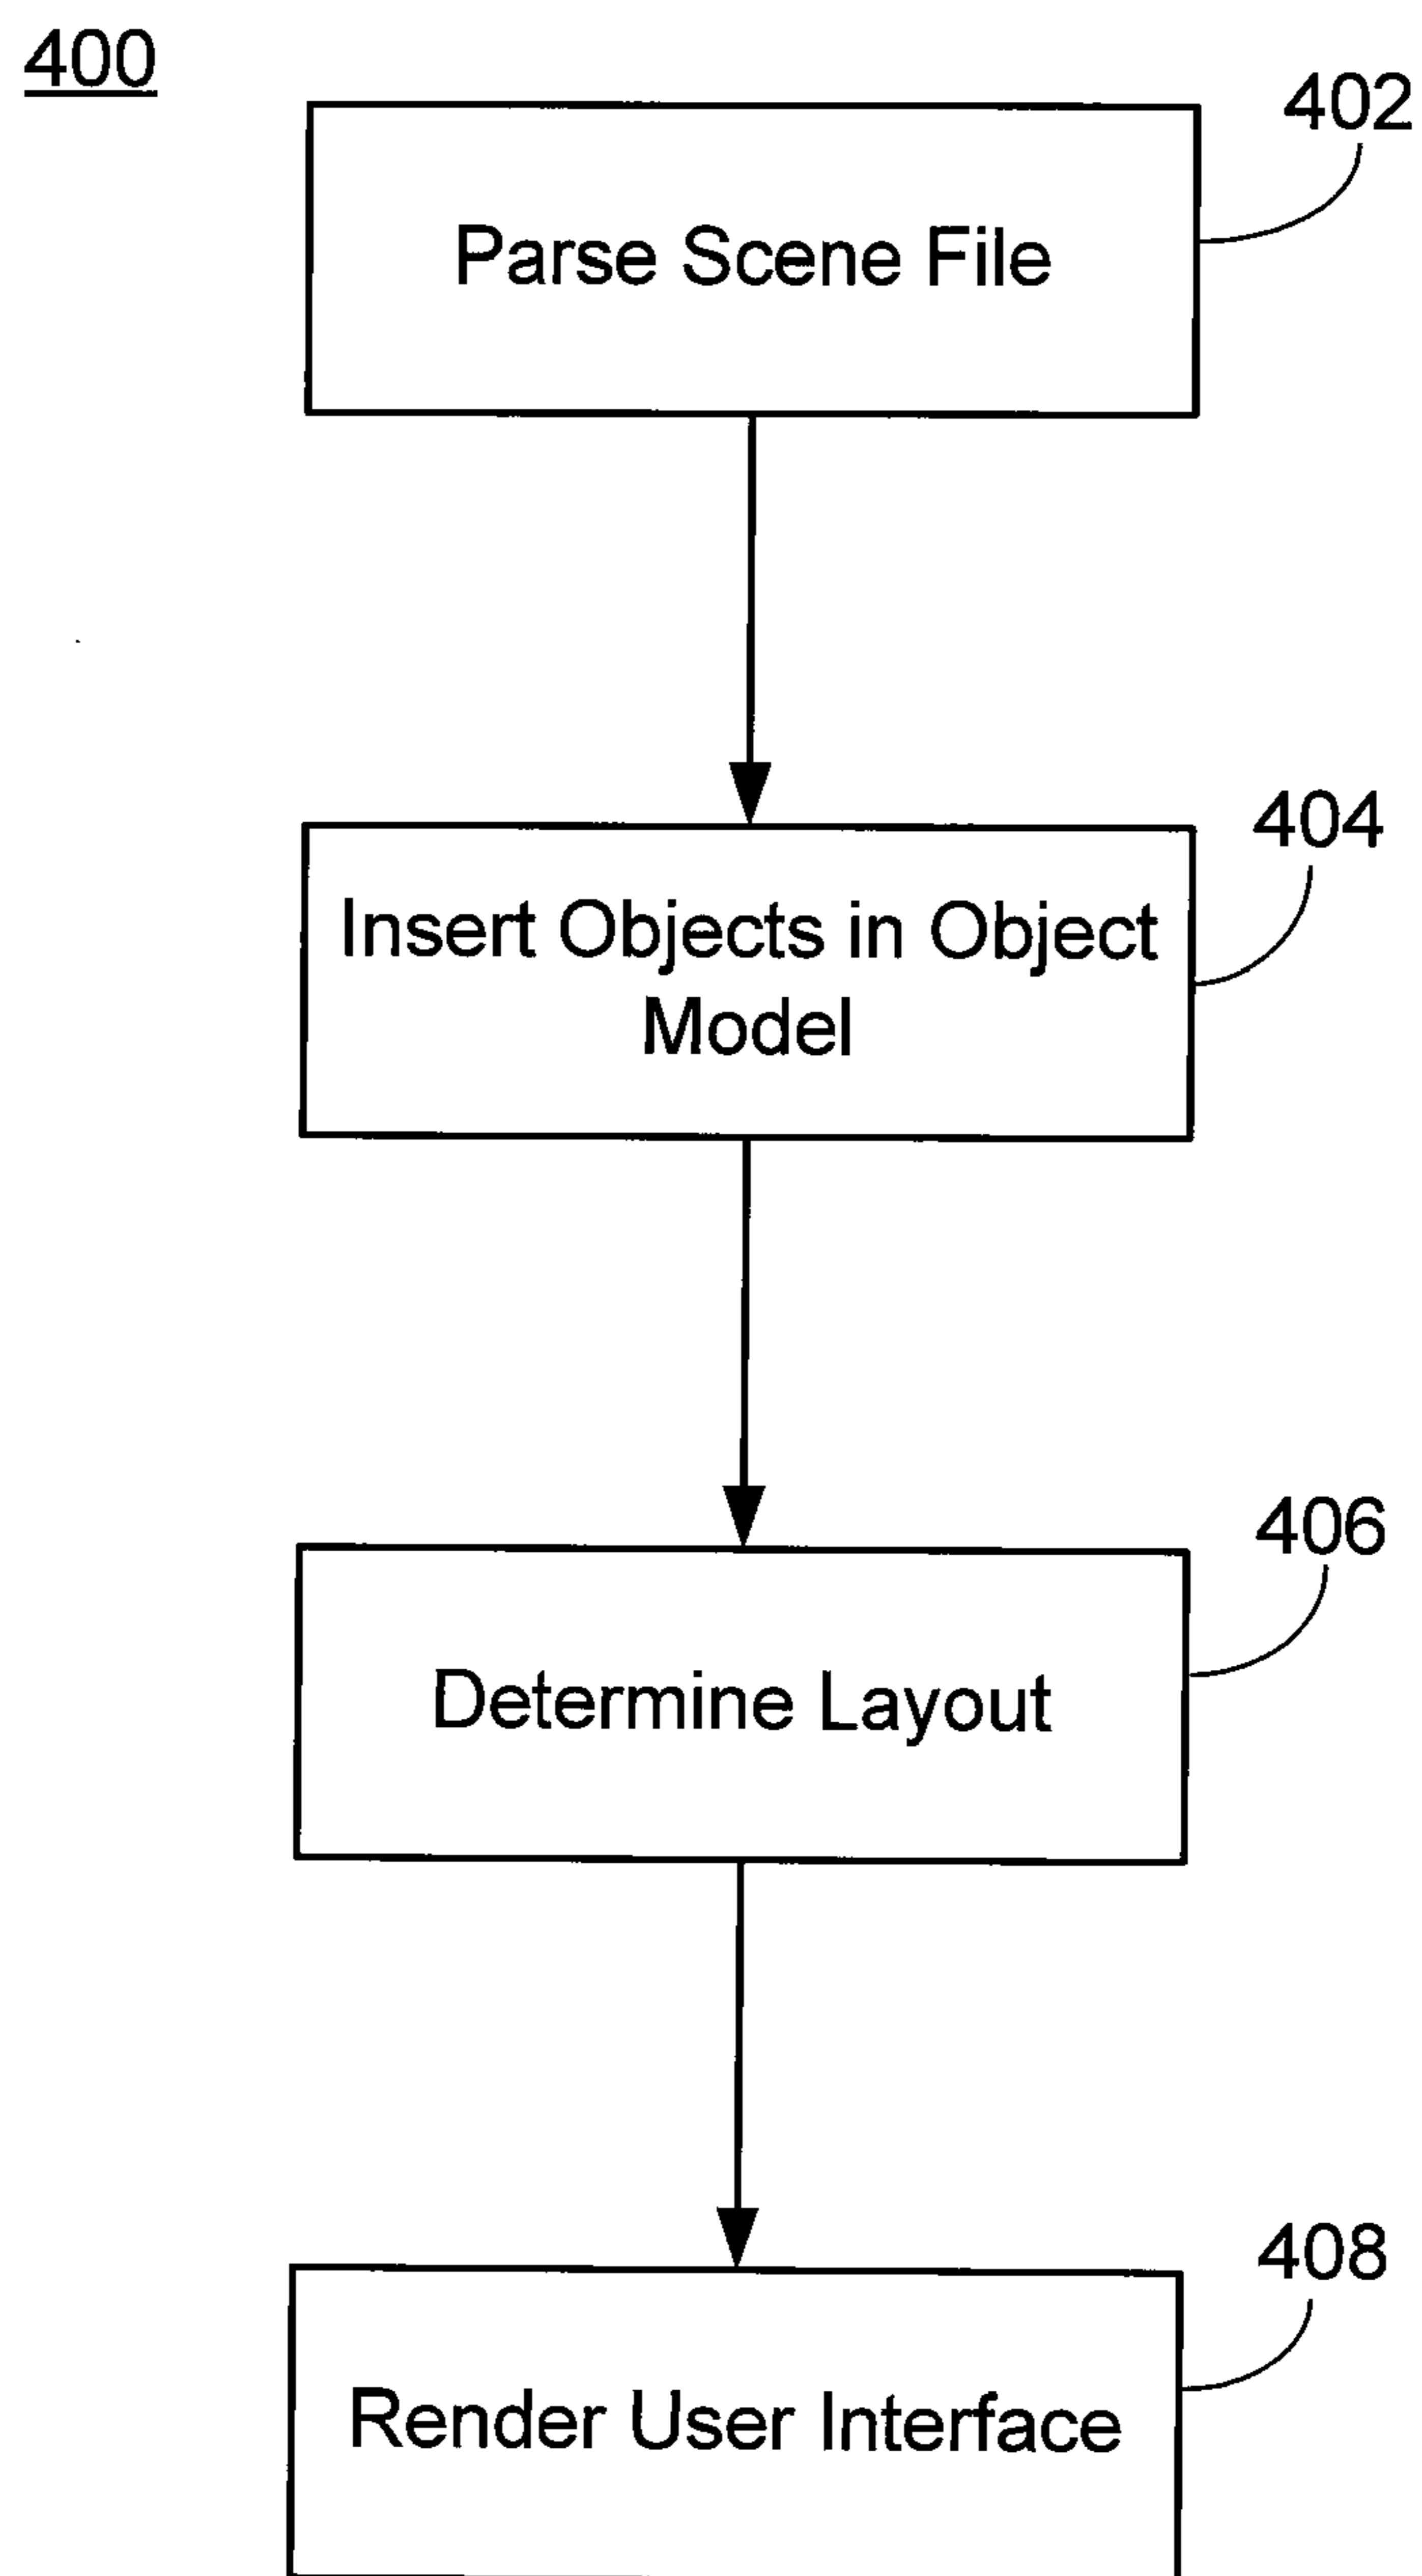 400
402
Parse Scene File
404
Insert Objects in Object
Model
406
Determine Layout
408
Render User Interface